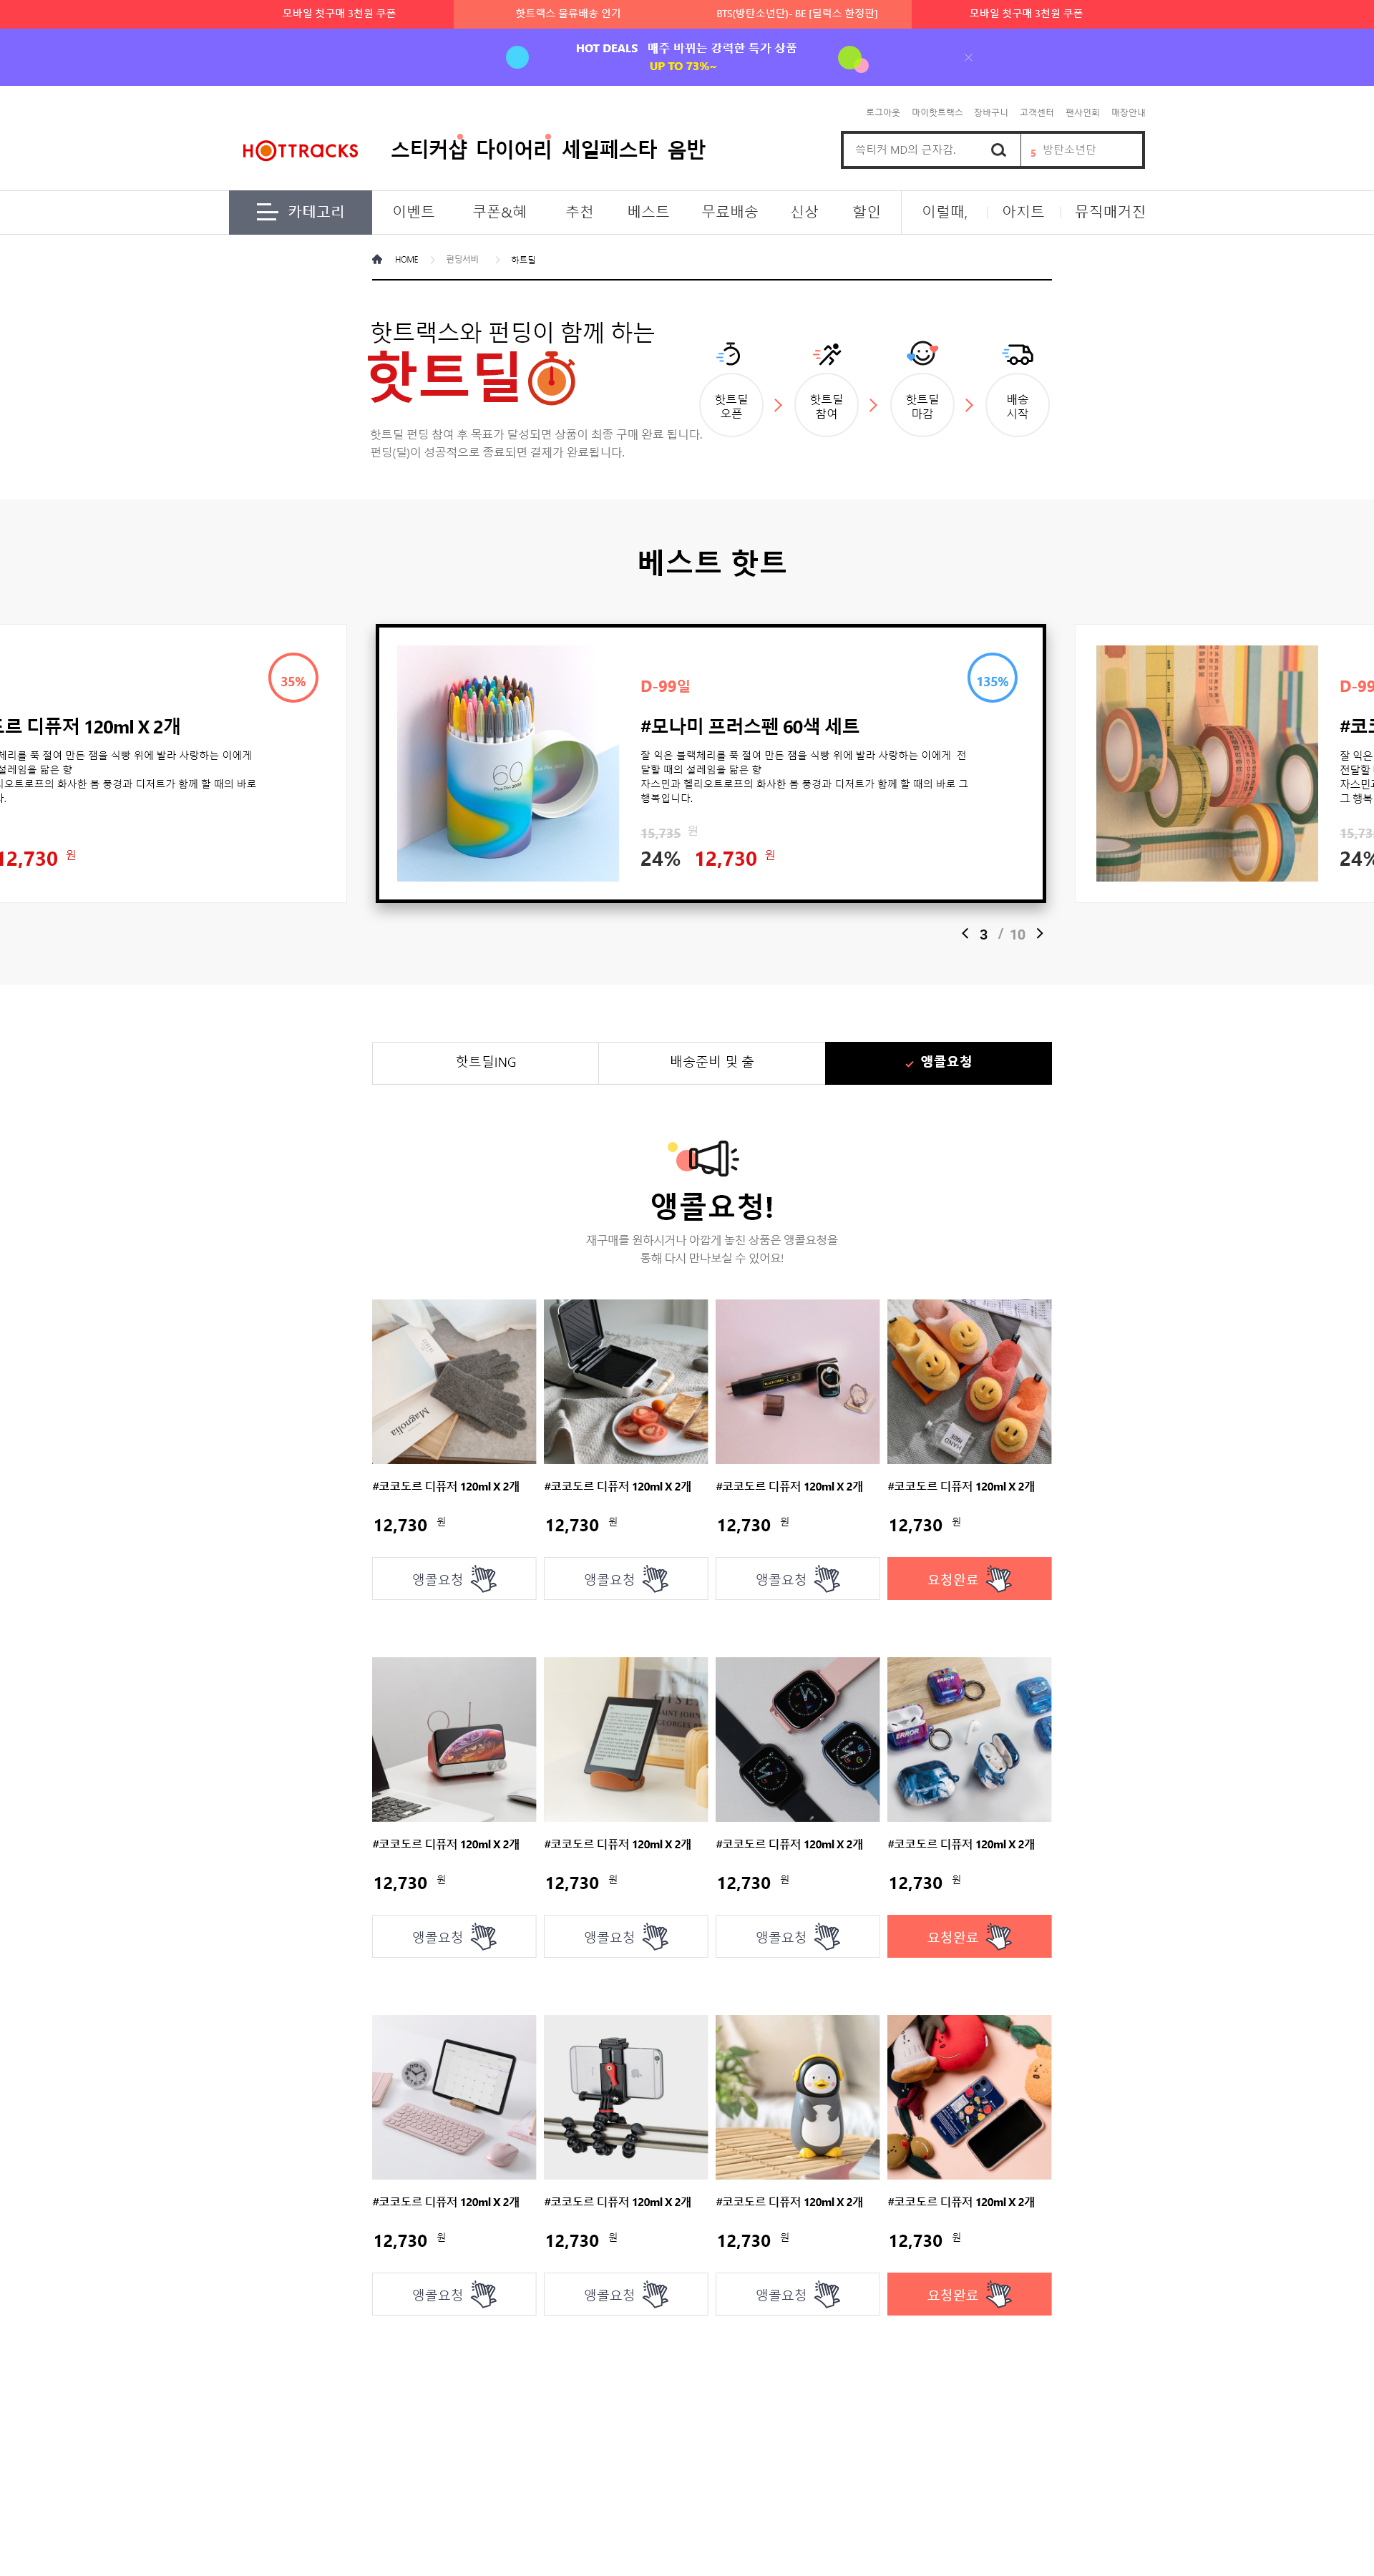 모바일 첫구매 3천원 쿠폰 핫트랙스 물류배송 인기 BTS(방탄소년단)- BE [딜럭스 한정판] 모바일 첫구매 3천원 쿠폰
HOT DEALS 매주 바뀌는 강력한 특가 상품
UP TO 73%~
로그아웃 마이핫트랙스 장바구니 고객센터 팬사인회 매장안내
HOTTRACKS 스티커샵 다이어리 세일페스타 음반
쓱티커 MD의 근자감. 5 방탄소년단
카테고리 이벤트 쿠폰&혜 추천 베스트 무료배송 신상 할인 이럴때, 아지트 뮤직매거진
HOME 펀딩서비 하트딜
핫트랙스와 펀딩이 함께 하는
핫트딜
핫트딜 펀딩 참여 후 목표가 달성되면 상품이 최종 구매 완료 됩니다.
펀딩(딜)이 성공적으로 종료되면 결제가 완료됩니다.
핫트딜
오픈
핫트딜
참여
핫트딜
마감
배송
시작
베스트 핫트
35%
도르 디퓨저 120ml X 2개
체리를 푹 절여 만든 잼을 식빵 위에 발라 사랑하는 이에게
설레임을 닮은 향
리오트로프의 화사한 봄 풍경과 디저트가 함께 할 때의 바로
다.
12,730 원
D-99일
135%
#모나미 프러스펜 60색 세트
잘 익은 블랙체리를 푹 절여 만든 잼을 식빵 위에 발라 사랑하는 이에게 전
달할 때의 설레임을 닮은 향
자스민과 헬리오트로프의 화사한 봄 풍경과 디저트가 함께 할 때의 바로 그
행복입니다.
15,735 원
24% 12,730 원
60
Plus Pen 3000
D-99
#코코
잘 익은
전달할
자스민과
그 행복
15,735
24%
3 / 10
핫트딜ING 배송준비 및 출 앵콜요청
앵콜요청!
재구매를 원하시거나 아깝게 놓친 상품은 앵콜요청을
통해 다시 만나보실 수 있어요!
Magnolia
HAND
MADE
#코코도르 디퓨저 120ml X 2개 #코코도르 디퓨저 120ml X 2개 #코코도르 디퓨저 120ml X 2개 #코코도르 디퓨저 120ml X 2개
12,730 원 12,730 원 12,730 원 12,730 원
앵콜요청 앵콜요청 앵콜요청 요청완료
SAINT-JOHN
ERROR
ERROR
#코코도르 디퓨저 120ml X 2개 #코코도르 디퓨저 120ml X 2개 #코코도르 디퓨저 120ml X 2개 #코코도르 디퓨저 120ml X 2개
12,730 원 12,730 원 12,730 원 12,730 원
앵콜요청 앵콜요청 앵콜요청 요청완료
#코코도르 디퓨저 120ml X 2개 #코코도르 디퓨저 120ml X 2개 #코코도르 디퓨저 120ml X 2개 #코코도르 디퓨저 120ml X 2개
12,730 원 12,730 원 12,730 원 12,730 원
앵콜요청 앵콜요청 앵콜요청 요청완료